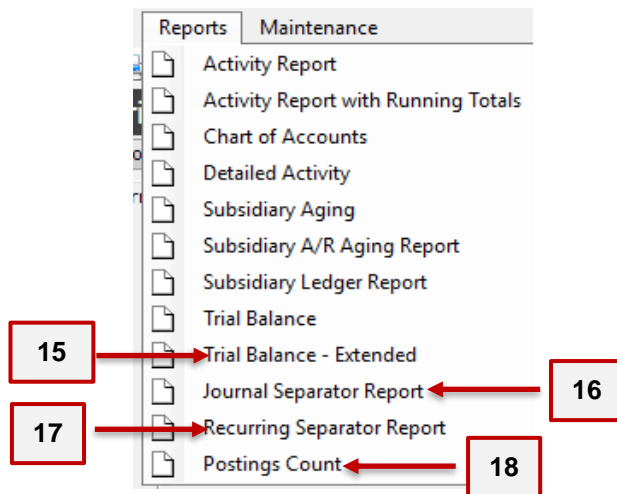 Reports Maintenance
Activity Report
Activity Report with Running Totals
Chart of Accounts
Detailed Activity
Subsidiary Aging
Subsidiary A/R Aging Report
Subsidiary Ledger Report
Trial Balance
15 Trial Balance - Extended
Journal Separator Report 16
17 Recurring Separator Report
Postings Count 18